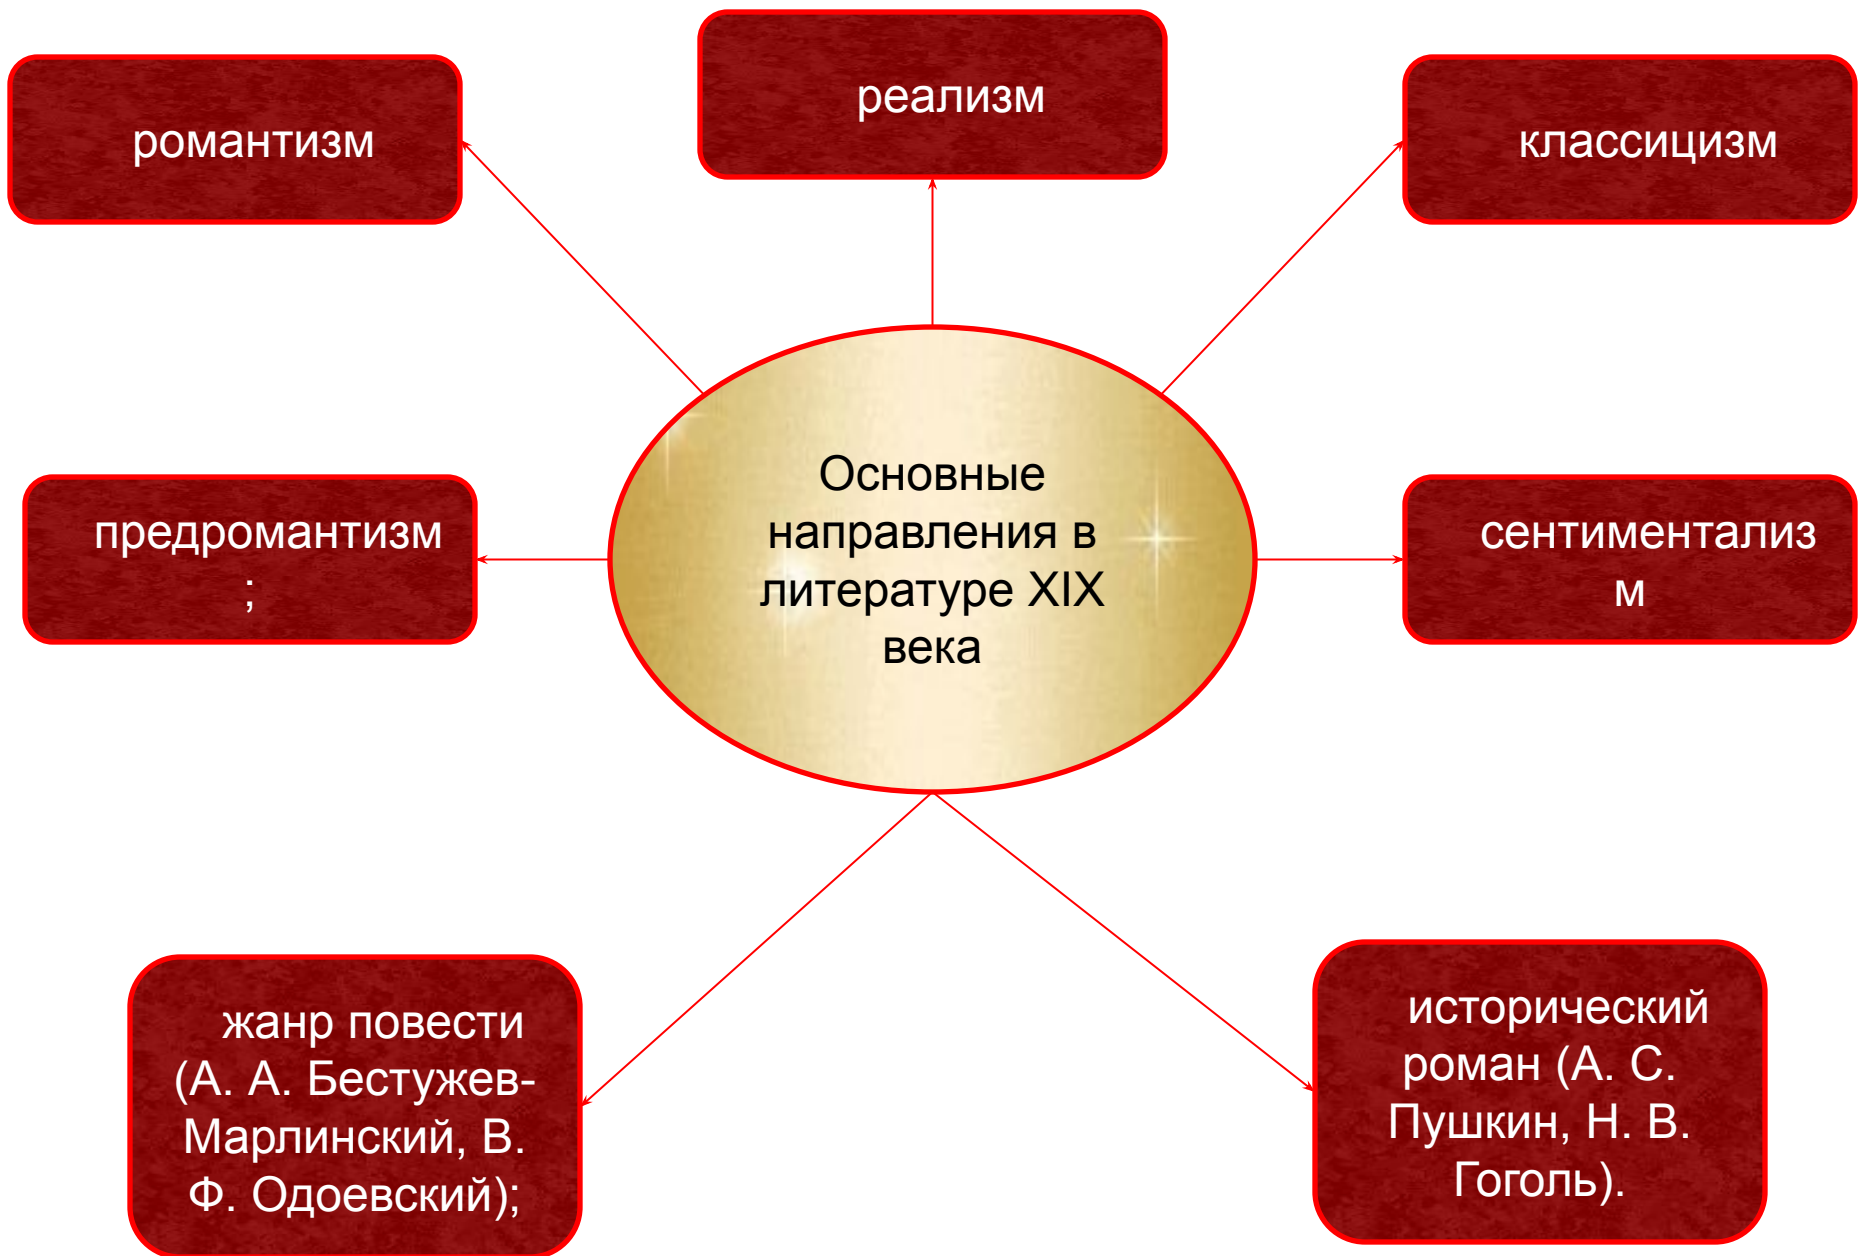 реализм
романтизм
классицизм
Основные
направления в
литературе XIX
века
предромантизм
;
сентиментализ
м
жанр повести
(А. А. Бестужев-
Марлинский, В.
Ф. Одоевский);
исторический
роман (А. С.
Пушкин, Н. В.
Гоголь).